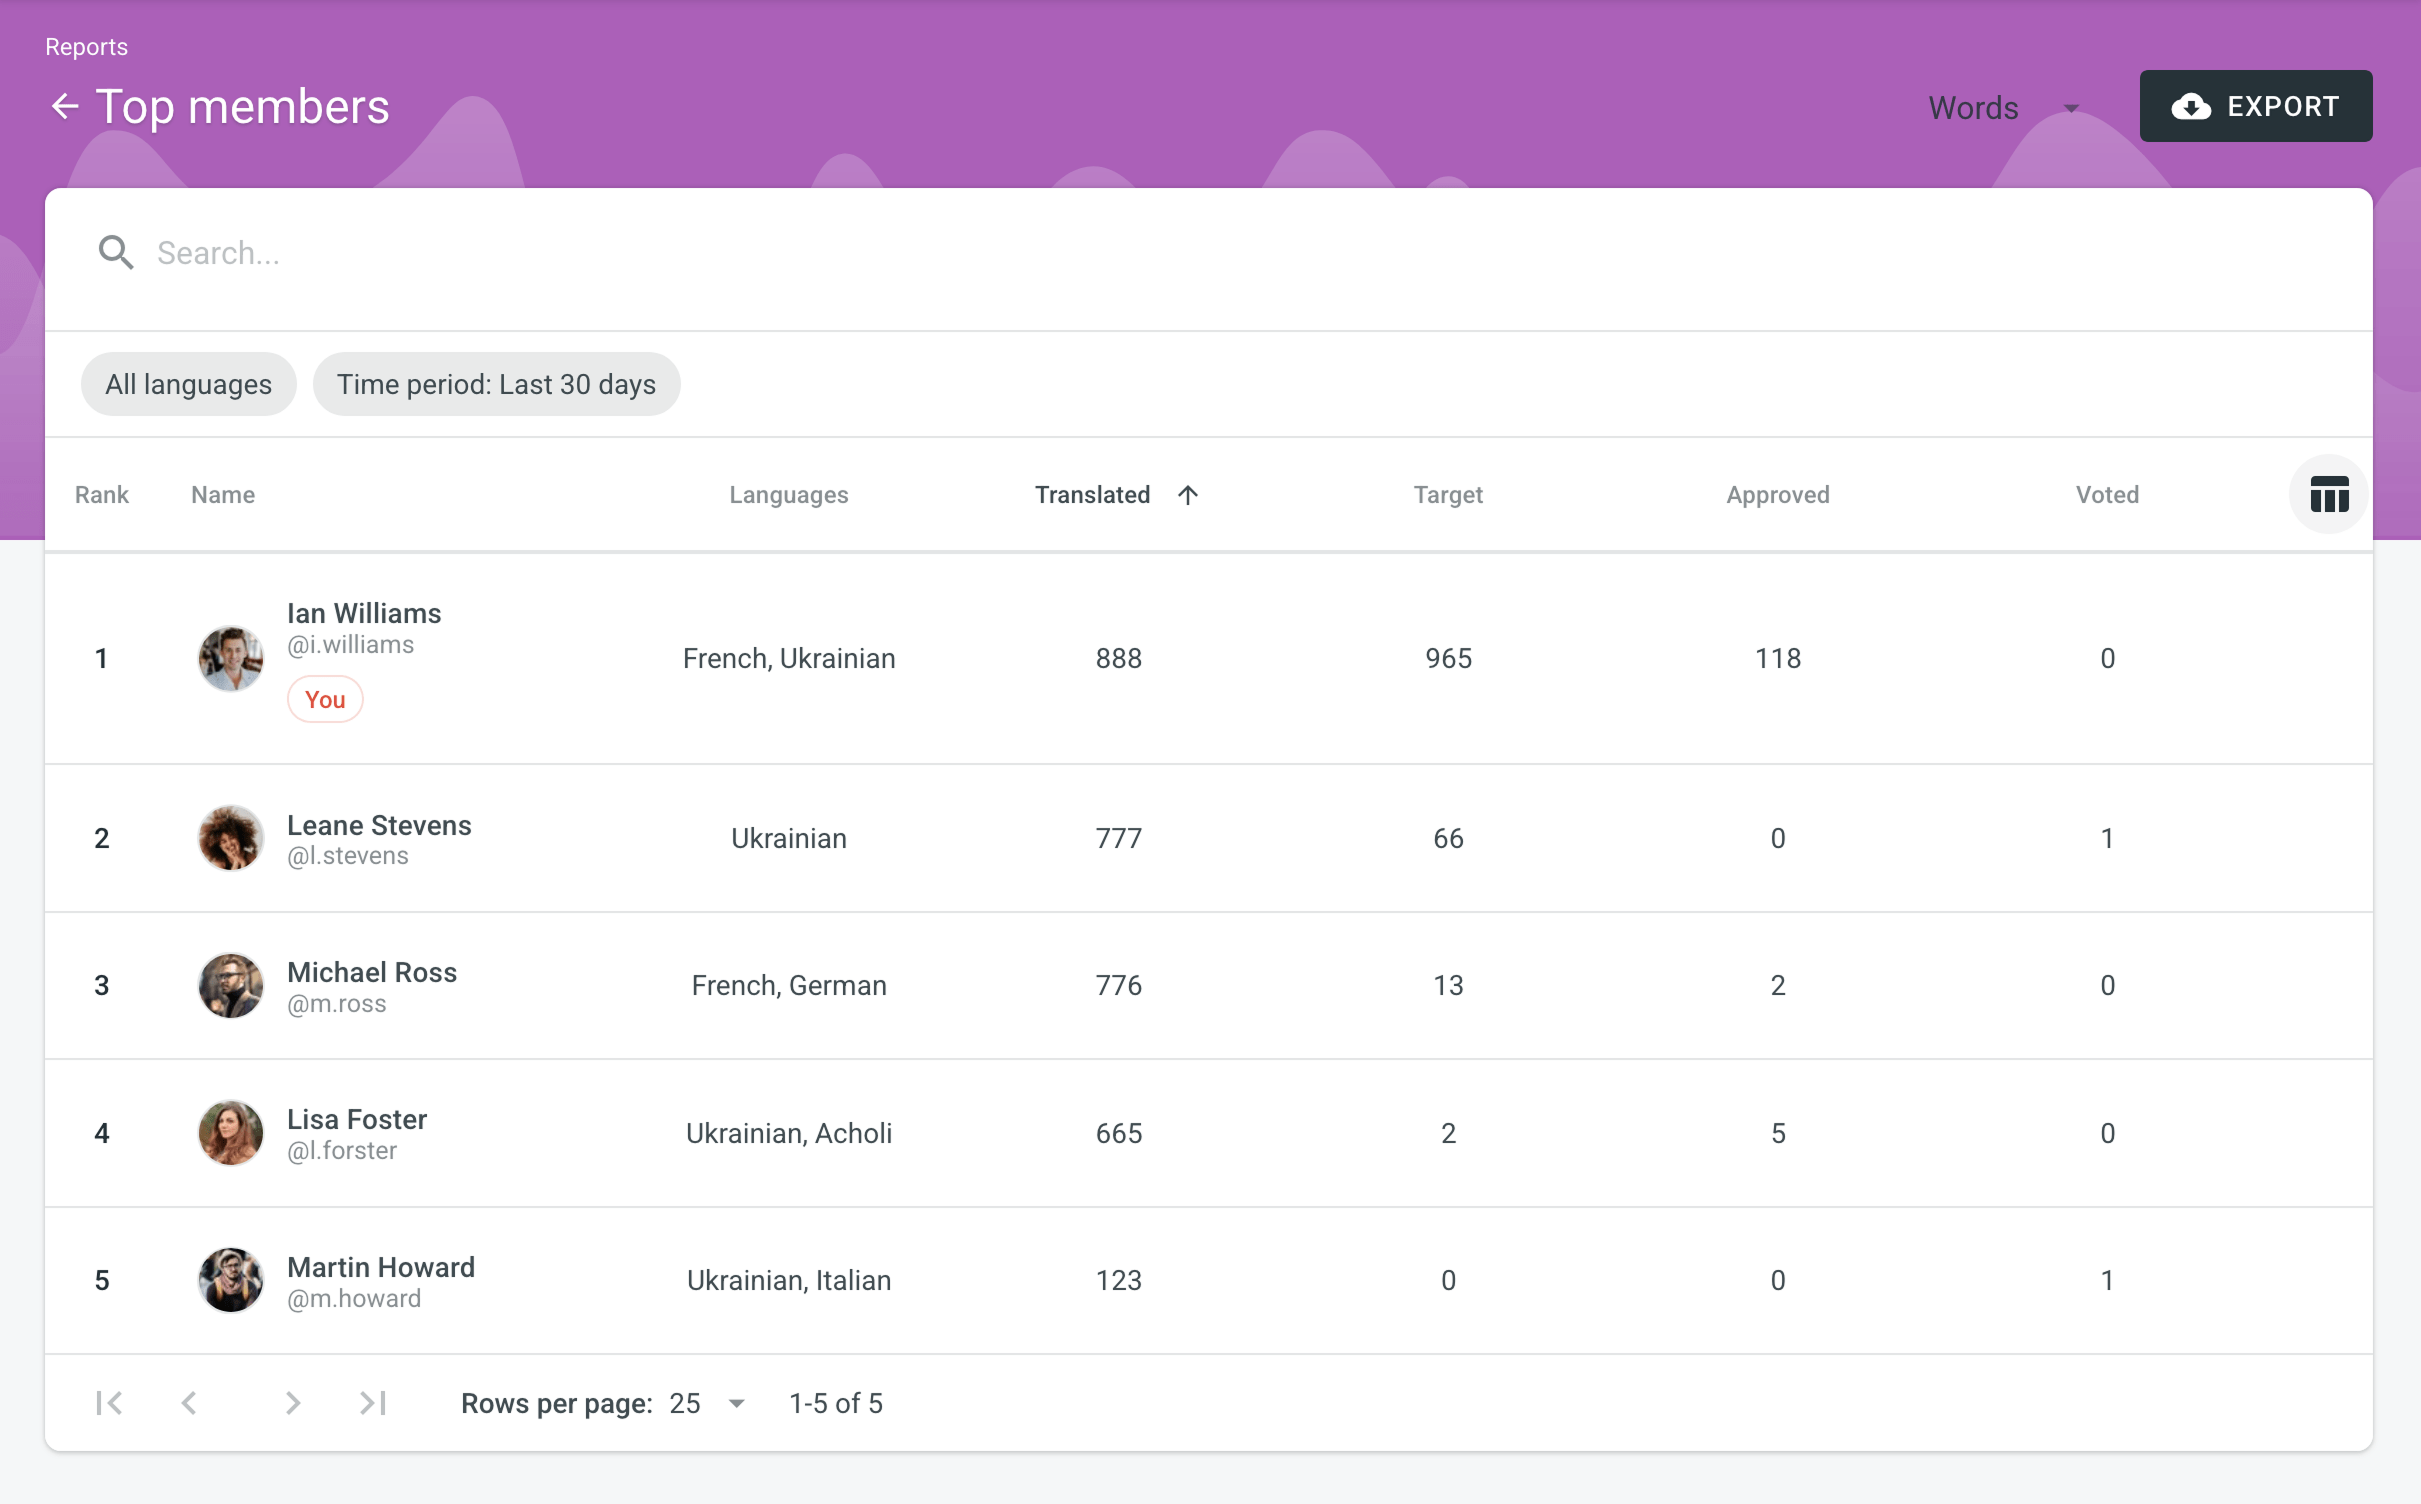 Reports
Top members
Words
EXPORT
Search...
All languages
Time period: Last 30 days
Rank Name Languages Translated Target Approved Voted
Ian Williams
@i.williams
1 French, Ukrainian 888 965 118 0
You
Leane Stevens
2 Ukrainian 777 66 0 1
@l.stevens
Michael Ross
3 French, German 776 13 2 0
@m.ross
Lisa Foster
4 Ukrainian, Acholi 665 2 5 0
@l.forster
Martin Howard
5 Ukrainian, Italian 123 0 0 1
@m.howard
Rows per page: 25 1-5 of 5